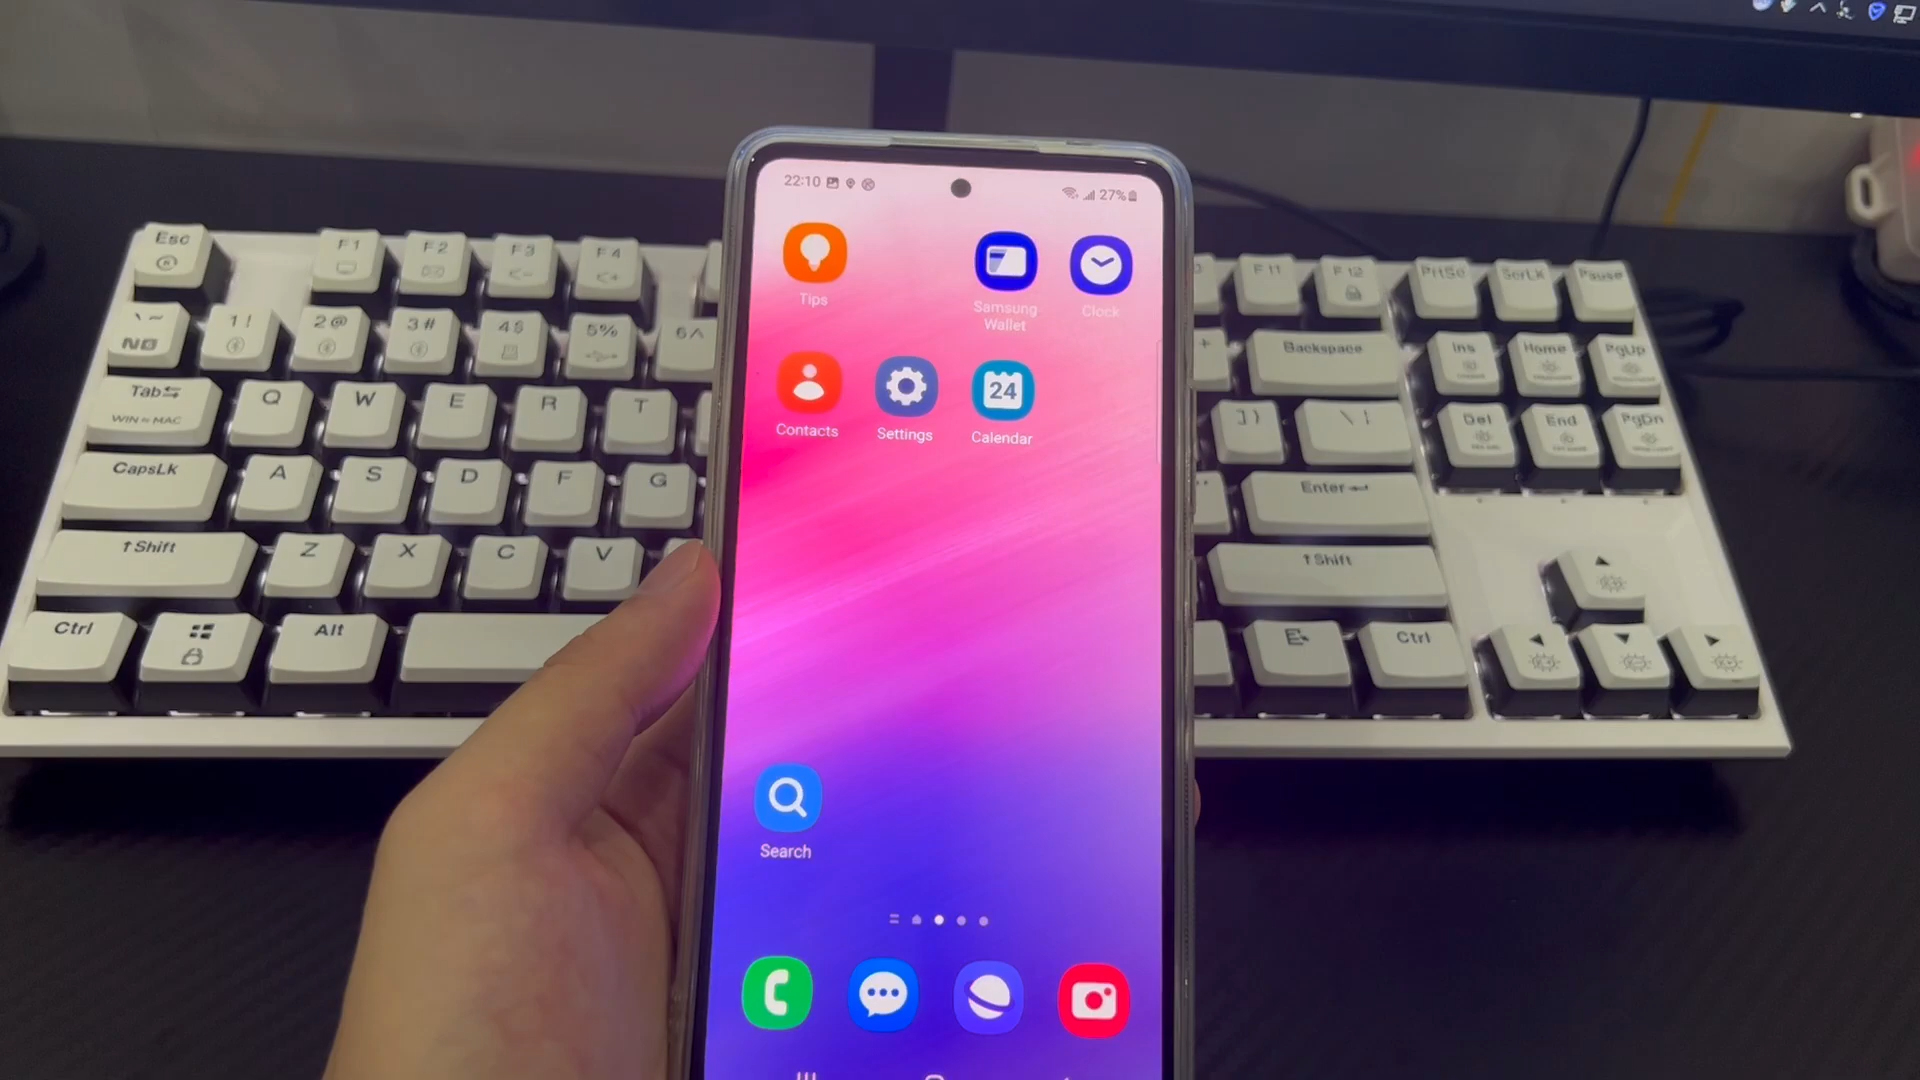 22:10
27%
Tips
Samsung
Wallet
Clock
Contacts
Settings
24
Calendar
Search
Esc
F1
F2
F3
F4
F11
F12
PrtSc
ScrLk
Pause
\ ~
1!
2@
3#
4$
5%
6^
+
Backspace
Ins
Home
PgUp
Tab
WIN ≈ MAC
Q
W
E
R
T
] }
\ |
Del
End
PgDn
CapsLk
A
S
D
F
G
Enter
↑Shift
Z
X
C
V
↑Shift
Ctrl
Alt
Ctrl